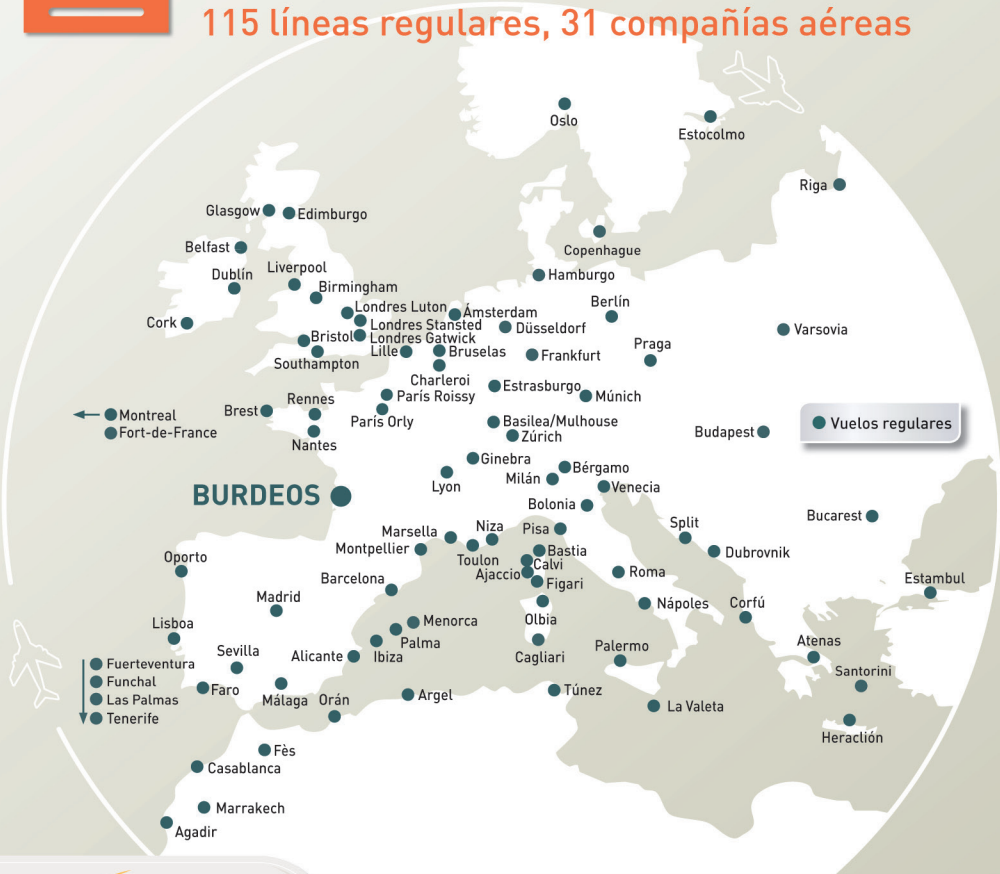 115 líneas regulares, 31 compañías aéreas
Oslo
Estocolmo
Riga
Glasgow
Edimburgo
Belfast
Copenhague
Dublín
Liverpool
Hamburgo
Birmingham
Berlín
Londres Luton
Ámsterdam
Cork
Londres Stansted
Düsseldorf
Varsovia
Bristol
Londres Gatwick
Praga
Southampton
Lille
Bruselas
Frankfurt
Charleroi
Estrasburgo
París Roissy
Múnich
Rennes
Brest
Montreal
París Orly
Basilea/Mulhouse
Vuelos regulares
Fort-de-France
Nantes
Zúrich
Budapest
Ginebra
Bérgamo
Lyon
Milán
Venecia
BURDEOS
Bolonia
Bucarest
Marsella
Niza
Pisa
Split
Montpellier
Toulon
Bastia
Dubrovnik
Oporto
Calvi
Ajaccio
Roma
Barcelona
Figari
Estambul
Madrid
Nápoles
Corfú
Lisboa
Menorca
Olbia
Palma
Atenas
Sevilla
Alicante
Ibiza
Cagliari
Palermo
Fuerteventura
Santorini
Funchal
Faro
Argel
Túnez
Las Palmas
Málaga
Orán
La Valeta
Tenerife
Heraclión
Fès
Casablanca
Marrakech
Agadir